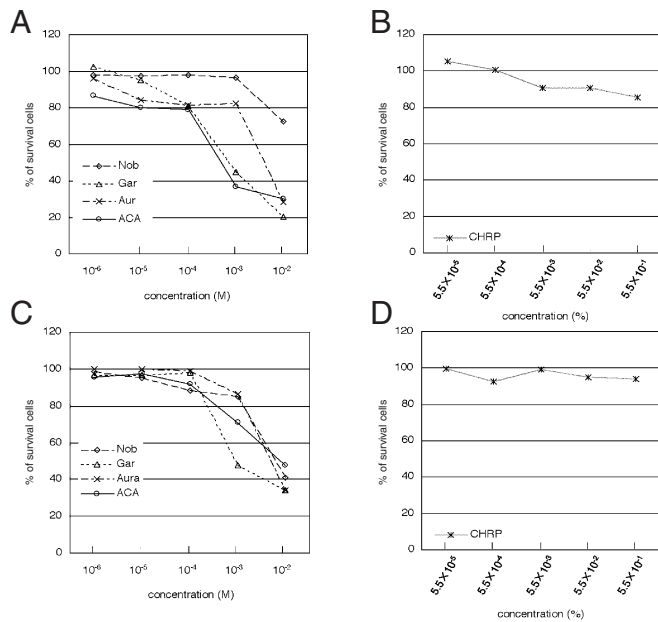 A
120
100
80
60
40
20
0
% of survival cells
Nob
Gar
Aur
ACA
10⁻⁶ 10⁻⁵ 10⁻⁴ 10⁻³ 10⁻²
concentration (M)
B
120
100
80
60
40
20
0
% of survival cells
CHRP
5.5X10⁻⁵ 5.5X10⁻⁴ 5.5X10⁻³ 5.5X10⁻² 5.5X10⁻¹
concentration (%)
C
120
100
80
60
40
20
0
% of survival cells
Nob
Gar
Aura
ACA
10⁻⁶ 10⁻⁵ 10⁻⁴ 10⁻³ 10⁻²
concentration (M)
D
120
100
80
60
40
20
0
% of survival cells
CHRP
5.5X10⁻⁵ 5.5X10⁻⁴ 5.5X10⁻³ 5.5X10⁻² 5.5X10⁻¹
concentration (%)